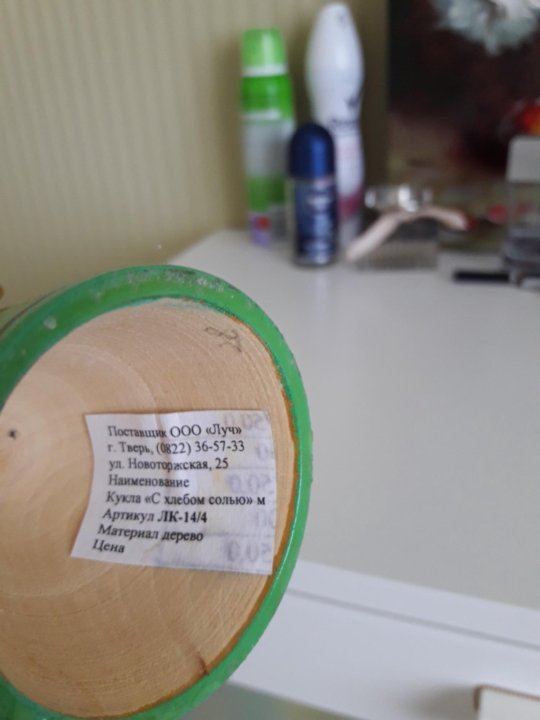 Поставщик ООО «Луч»
г. Тверь, (0822) 36-57-33
ул. Новоторжская, 25
Наименование
Кукла «С хлебом солью» м
Артикул ЛК-14/4
Материал дерево
Цена